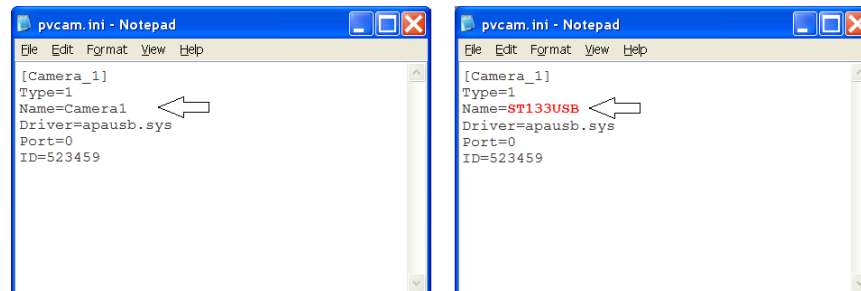 pvcam.ini - Notepad
File Edit Format View Help
[Camera_1]
Type=1
Name=Camera1
Driver=apausb.sys
Port=0
ID=523459
pvcam.ini - Notepad
File Edit Format View Help
[Camera_1]
Type=1
Name=ST133USB
Driver=apausb.sys
Port=0
ID=523459